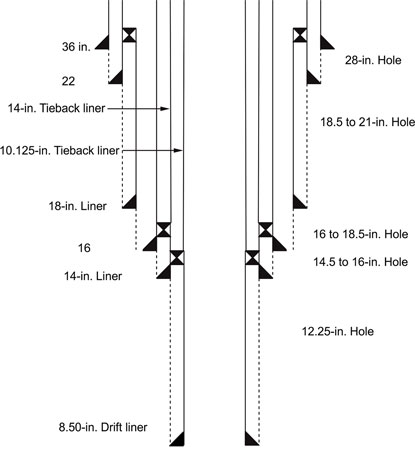 36 in.
28-in. Hole
22
14-in. Tieback liner
18.5 to 21-in. Hole
10.125-in. Tieback liner
18-in. Liner
16 to 18.5-in. Hole
16
14.5 to 16-in. Hole
14-in. Liner
12.25-in. Hole
8.50-in. Drift liner